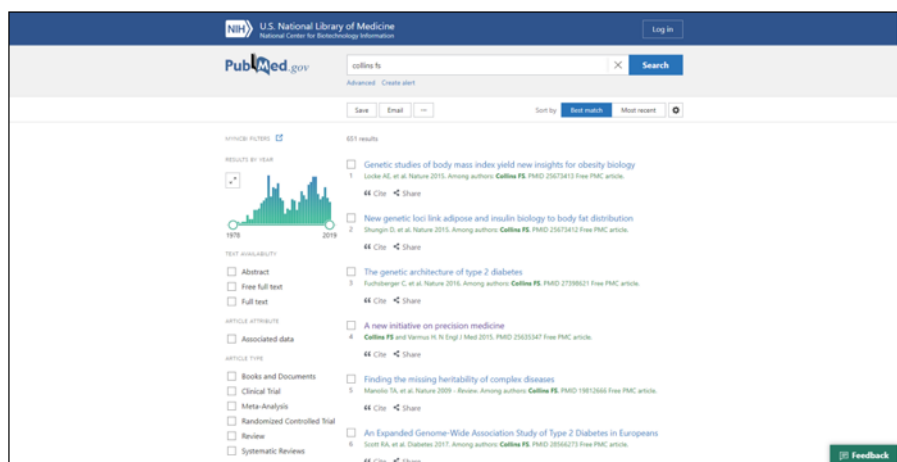 NIH U.S. National Library of Medicine
National Center for Biotechnology Information
Log in
PubMed.gov
collins fs
Search
Advanced Create alert
Save Email ...
Sort by Best match Most recent
MYNCBI FILTERS
651 results
RESULTS BY YEAR
1978 2019
TEXT AVAILABILITY
Abstract
Free full text
Full text
ARTICLE ATTRIBUTE
Associated data
ARTICLE TYPE
Books and Documents
Clinical Trial
Meta-Analysis
Randomized Controlled Trial
Review
Systematic Reviews
Genetic studies of body mass index yield new insights for obesity biology
1 Locke AE, et al. Nature 2015. Among authors: Collins FS. PMID 25673413 Free PMC article.
Cite Share
New genetic loci link adipose and insulin biology to body fat distribution
2 Shungin D, et al. Nature 2015. Among authors: Collins FS. PMID 25673412 Free PMC article.
Cite Share
The genetic architecture of type 2 diabetes
3 Fuchsberger C, et al. Nature 2016. Among authors: Collins FS. PMID 27398621 Free PMC article.
Cite Share
A new initiative on precision medicine
4 Collins FS and Varmus H. N Engl J Med 2015. PMID 25635347 Free PMC article.
Cite Share
Finding the missing heritability of complex diseases
5 Manolio TA, et al. Nature 2009 - Review. Among authors: Collins FS. PMID 19812666 Free PMC article.
Cite Share
An Expanded Genome-Wide Association Study of Type 2 Diabetes in Europeans
6 Scott RA, et al. Diabetes 2017. Among authors: Collins FS. PMID 28566273 Free PMC article.
Cite Share
Feedback